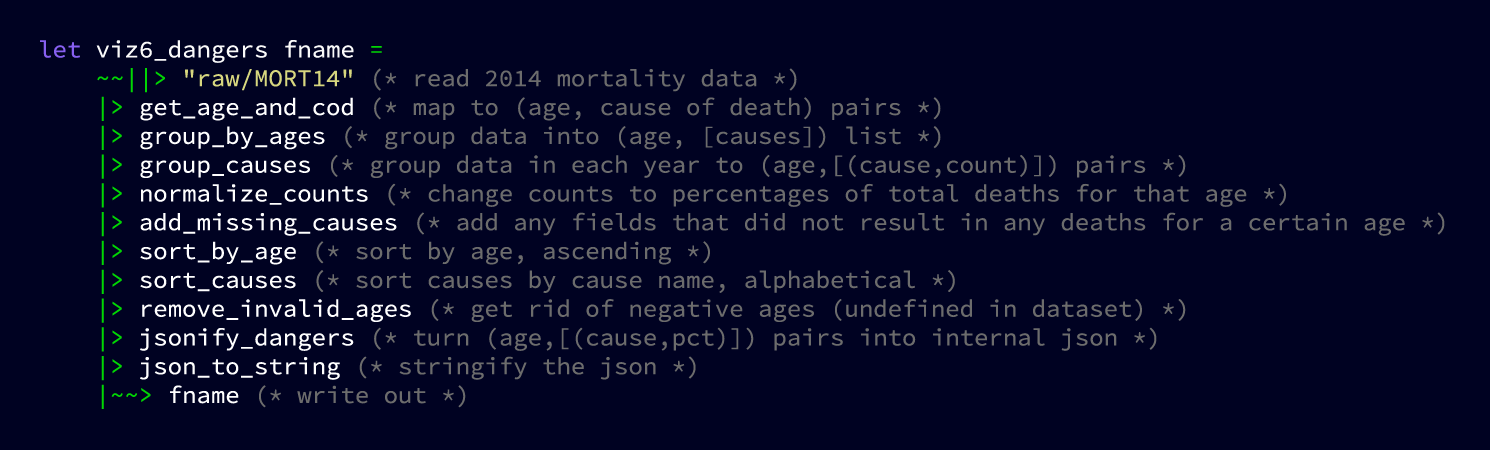 let viz6_dangers fname =
~~||> "raw/MORT14" (* read 2014 mortality data *)
|> get_age_and_cod (* map to (age, cause of death) pairs *)
|> group_by_ages (* group data into (age, [causes]) list *)
|> group_causes (* group data in each year to (age,[(cause,count)]) pairs *)
|> normalize_counts (* change counts to percentages of total deaths for that age *)
|> add_missing_causes (* add any fields that did not result in any deaths for a certain age *)
|> sort_by_age (* sort by age, ascending *)
|> sort_causes (* sort causes by cause name, alphabetical *)
|> remove_invalid_ages (* get rid of negative ages (undefined in dataset) *)
|> jsonify_dangers (* turn (age,[(cause,pct)]) pairs into internal json *)
|> json_to_string (* stringify the json *)
|~~> fname (* write out *)